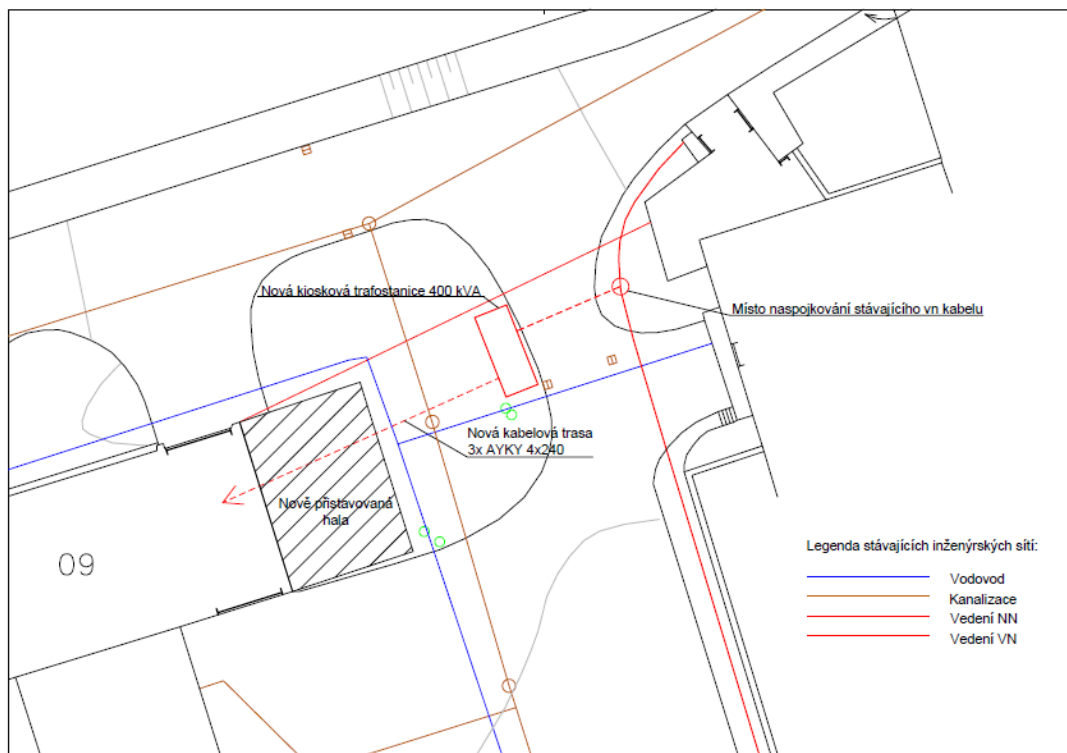 Nová kiosková trafostanice 400 kVA
Místo naspojkování stávajícího vn kabelu
Nová kabelová trasa
3x AYKY 4x240
Nově přistavovaná
hala
09
Legenda stávajících inženýrských sítí:
Vodovod
Kanalizace
Vedení NN
Vedení VN